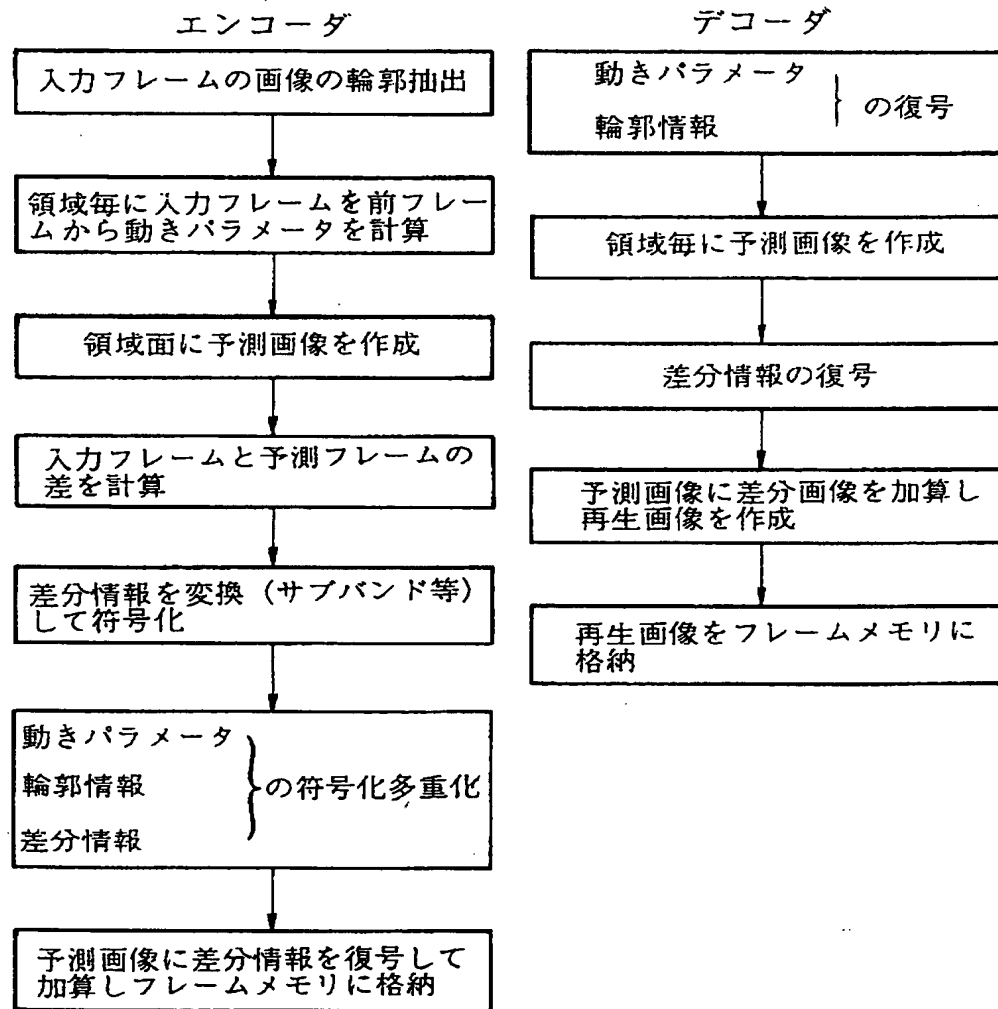 エンコーダ
入力フレームの画像の輪郭抽出
領域毎に入力フレームを前フレー
ムから動きパラメータを計算
領域面に予測画像を作成
入力フレームと予測フレームの
差を計算
差分情報を変換(サブバンド等)
して符号化
動きパラメータ
輪郭情報
差分情報
の符号化多重化
予測画像に差分情報を復号して
加算しフレームメモリに格納
デコーダ
動きパラメータ
輪郭情報
の復号
領域毎に予測画像を作成
差分情報の復号
予測画像に差分画像を加算し
再生画像を作成
再生画像をフレームメモリに
格納